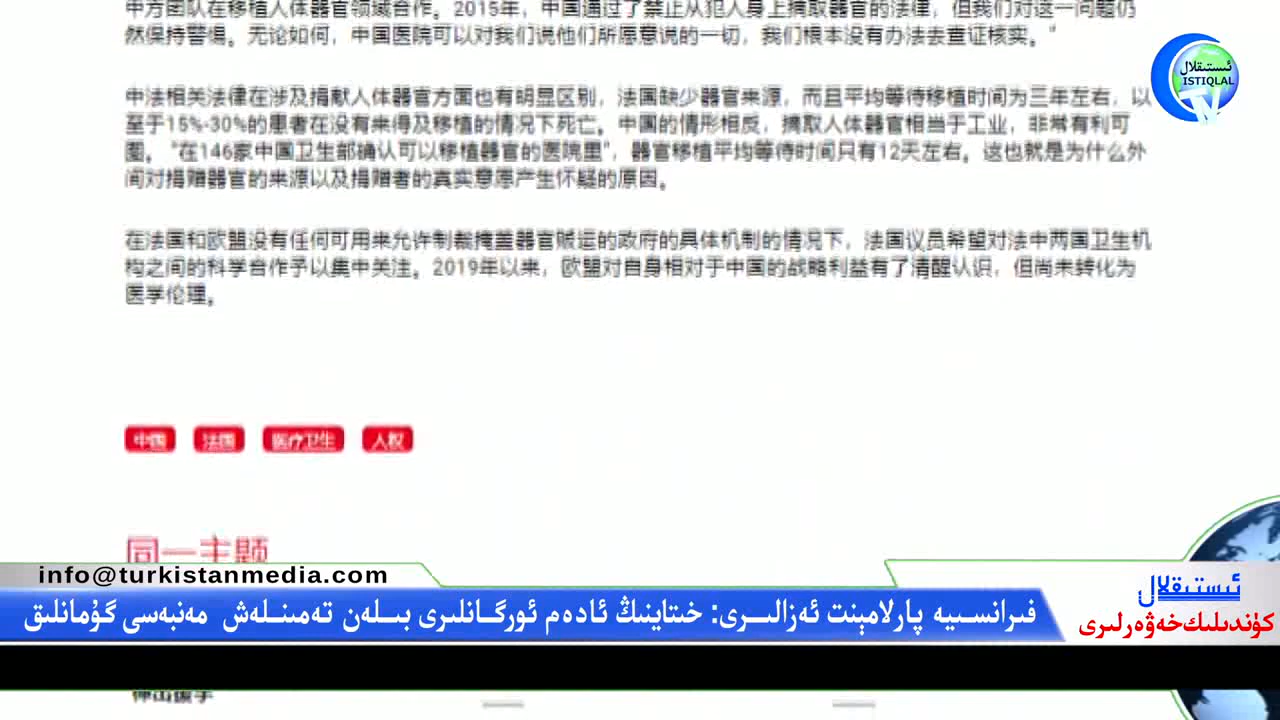 中方团队在移植人体器官领域合作。2015年，中国通过了禁止从犯人身上摘取器官的法律，但我们对这一问题仍
然保持警惕。无论如何，中国医院可以对我们说他们所愿意说的一切，我们根本没有办法去查证核实。”
中法相关法律在涉及捐献人体器官方面也有明显区别，法国缺少器官来源，而且平均等待移植时间为三年左右，以
至于15%-30%的患者在没有来得及移植的情况下死亡。中国的情形相反，摘取人体器官相当于工业，非常有利可
图。“在146家中国卫生部确认可以移植器官的医院里”，器官移植平均等待时间只有12天左右。这也就是为什么外
间对捐赠器官的来源以及捐赠者的真实意愿产生怀疑的原因。
在法国和欧盟没有任何可用来允许制裁掩盖器官贩运的政府的具体机制的情况下，法国议员希望对法中两国卫生机
构之间的科学合作予以集中关注。2019年以来，欧盟对自身相对于中国的战略利益有了清醒认识，但尚未转化为
医学伦理。
ئىستىقلال
ISTIQLAL
TV
中国 法国 医疗卫生 人权
同一主题
info@turkistanmedia.com
فىرانسىيە پارلامېنت ئەزالىرى: خىتاينىڭ ئادەم ئورگانلىرى بىلەن تەمىنلەش مەنبەسى گۇمانلىق
ئىستىقلال
كۈندىلىك خەۋەرلىرى